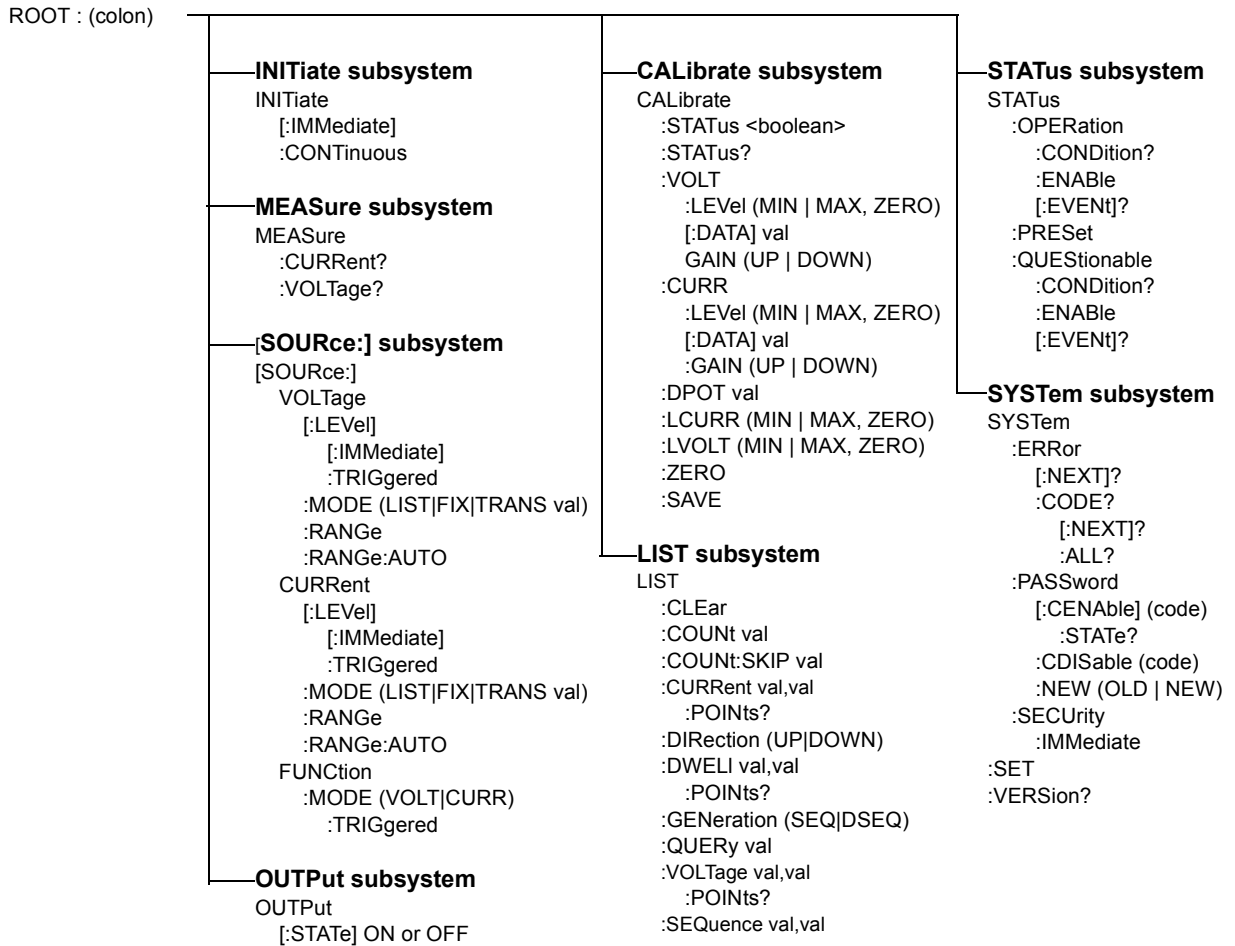 ROOT : (colon)
INITiate subsystem
INITiate
[:IMMediate]
:CONTinuous
MEASure subsystem
MEASure
:CURRent?
:VOLTage?
[SOURce:] subsystem
[SOURce:]
VOLTage
[:LEVel]
[:IMMediate]
:TRIGgered
:MODE (LIST|FIX|TRANS val)
:RANGe
:RANGe:AUTO
CURRent
[:LEVel]
[:IMMediate]
:TRIGgered
:MODE (LIST|FIX|TRANS val)
:RANGe
:RANGe:AUTO
FUNCtion
:MODE (VOLT|CURR)
:TRIGgered
OUTPut subsystem
OUTPut
[:STATe] ON or OFF
CALibrate subsystem
CALibrate
:STATus <boolean>
:STATus?
:VOLT
:LEVel (MIN | MAX, ZERO)
[:DATA] val
GAIN (UP | DOWN)
:CURR
:LEVel (MIN | MAX, ZERO)
[:DATA] val
:GAIN (UP | DOWN)
:DPOT val
:LCURR (MIN | MAX, ZERO)
:LVOLT (MIN | MAX, ZERO)
:ZERO
:SAVE
LIST subsystem
LIST
:CLEar
:COUNt val
:COUNt:SKIP val
:CURRent val,val
:POINts?
:DIRection (UP|DOWN)
:DWELl val,val
:POINts?
:GENeration (SEQ|DSEQ)
:QUERy val
:VOLTage val,val
:POINts?
:SEQuence val,val
STATus subsystem
STATus
:OPERation
:CONDition?
:ENABle
[:EVENt]?
:PRESet
:QUEStionable
:CONDition?
:ENABle
[:EVENt]?
SYSTem subsystem
SYSTem
:ERRor
[:NEXT]?
:CODE?
[:NEXT]?
:ALL?
:PASSword
[:CENAble] (code)
:STATe?
:CDISable (code)
:NEW (OLD | NEW)
:SECUrity
:IMMediate
:SET
:VERSion?